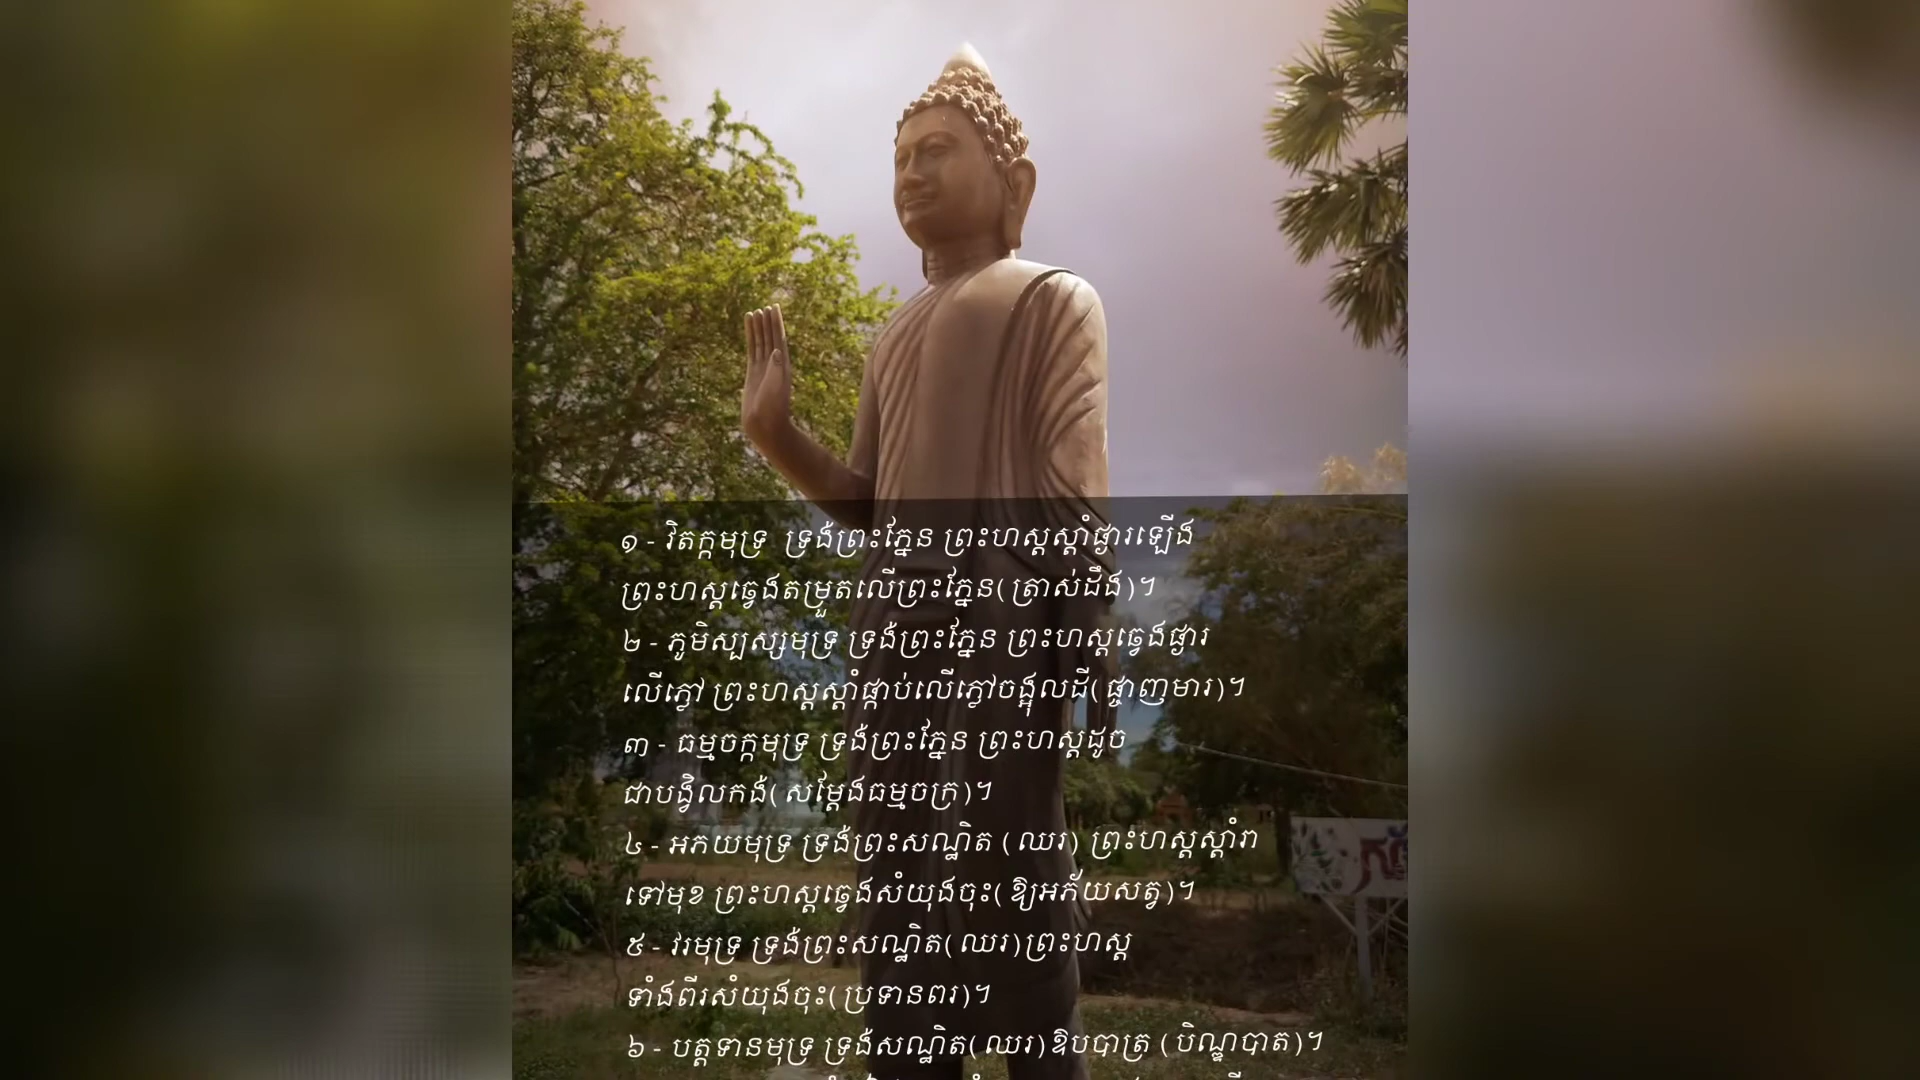 ១ - វិតក្កមុទ្រ ទ្រង់ព្រះភ្នែន ព្រះហស្តស្តាំផ្ងារឡើង
ព្រះហស្តឆ្វេងតម្រួតលើព្រះភ្នែន( ត្រាស់ដឹង)។
២ - ភូមិស្បស្សមុទ្រ ទ្រង់ព្រះភ្នែន ព្រះហស្តឆ្វេងផ្ងារ
លើភ្លៅ ព្រះហស្តស្តាំផ្កាប់លើភ្លៅចង្អុលដី( ផ្ចាញមារ)។
៣ - ធម្មចក្កមុទ្រ ទ្រង់ព្រះភ្នែន ព្រះហស្តដូច
ជាបង្វិលកង់( សម្តែងធម្មចក្រ)។
៤ - អភយមុទ្រ ទ្រង់ព្រះសណ្ឋិត ( ឈរ) ព្រះហស្តស្តាំរា
ទៅមុខ ព្រះហស្តឆ្វេងសំយុងចុះ( ឱ្យអភ័យសត្វ)។
៥ - វរមុទ្រ ទ្រង់ព្រះសណ្ឋិត( ឈរ)ព្រះហស្ត
ទាំងពីរសំយុងចុះ(ប្រទានពរ)។
៦ - បត្តទានមុទ្រ ទ្រង់សណ្ឋិត( ឈរ)ឱបបាត្រ ( បិណ្ឌបាត)។